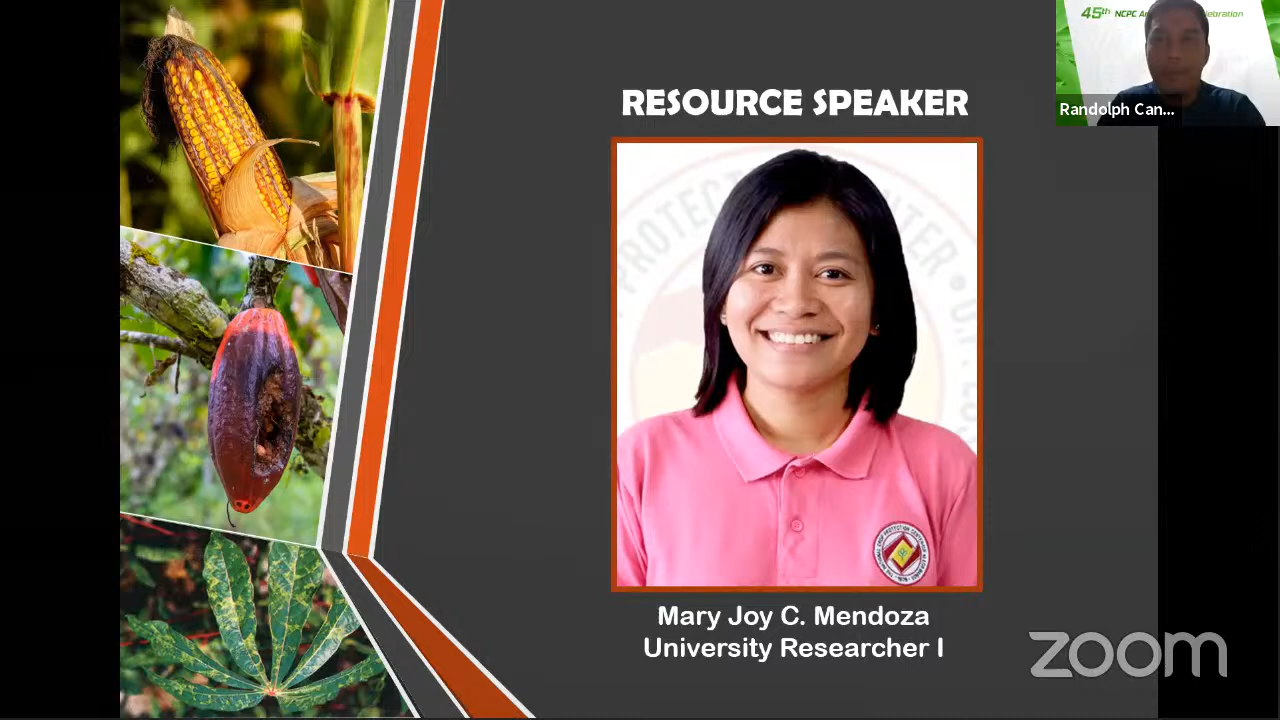 45th NCPC
Randolph Can...
RESOURCE SPEAKER
Mary Joy C. Mendoza
University Researcher I
zoom